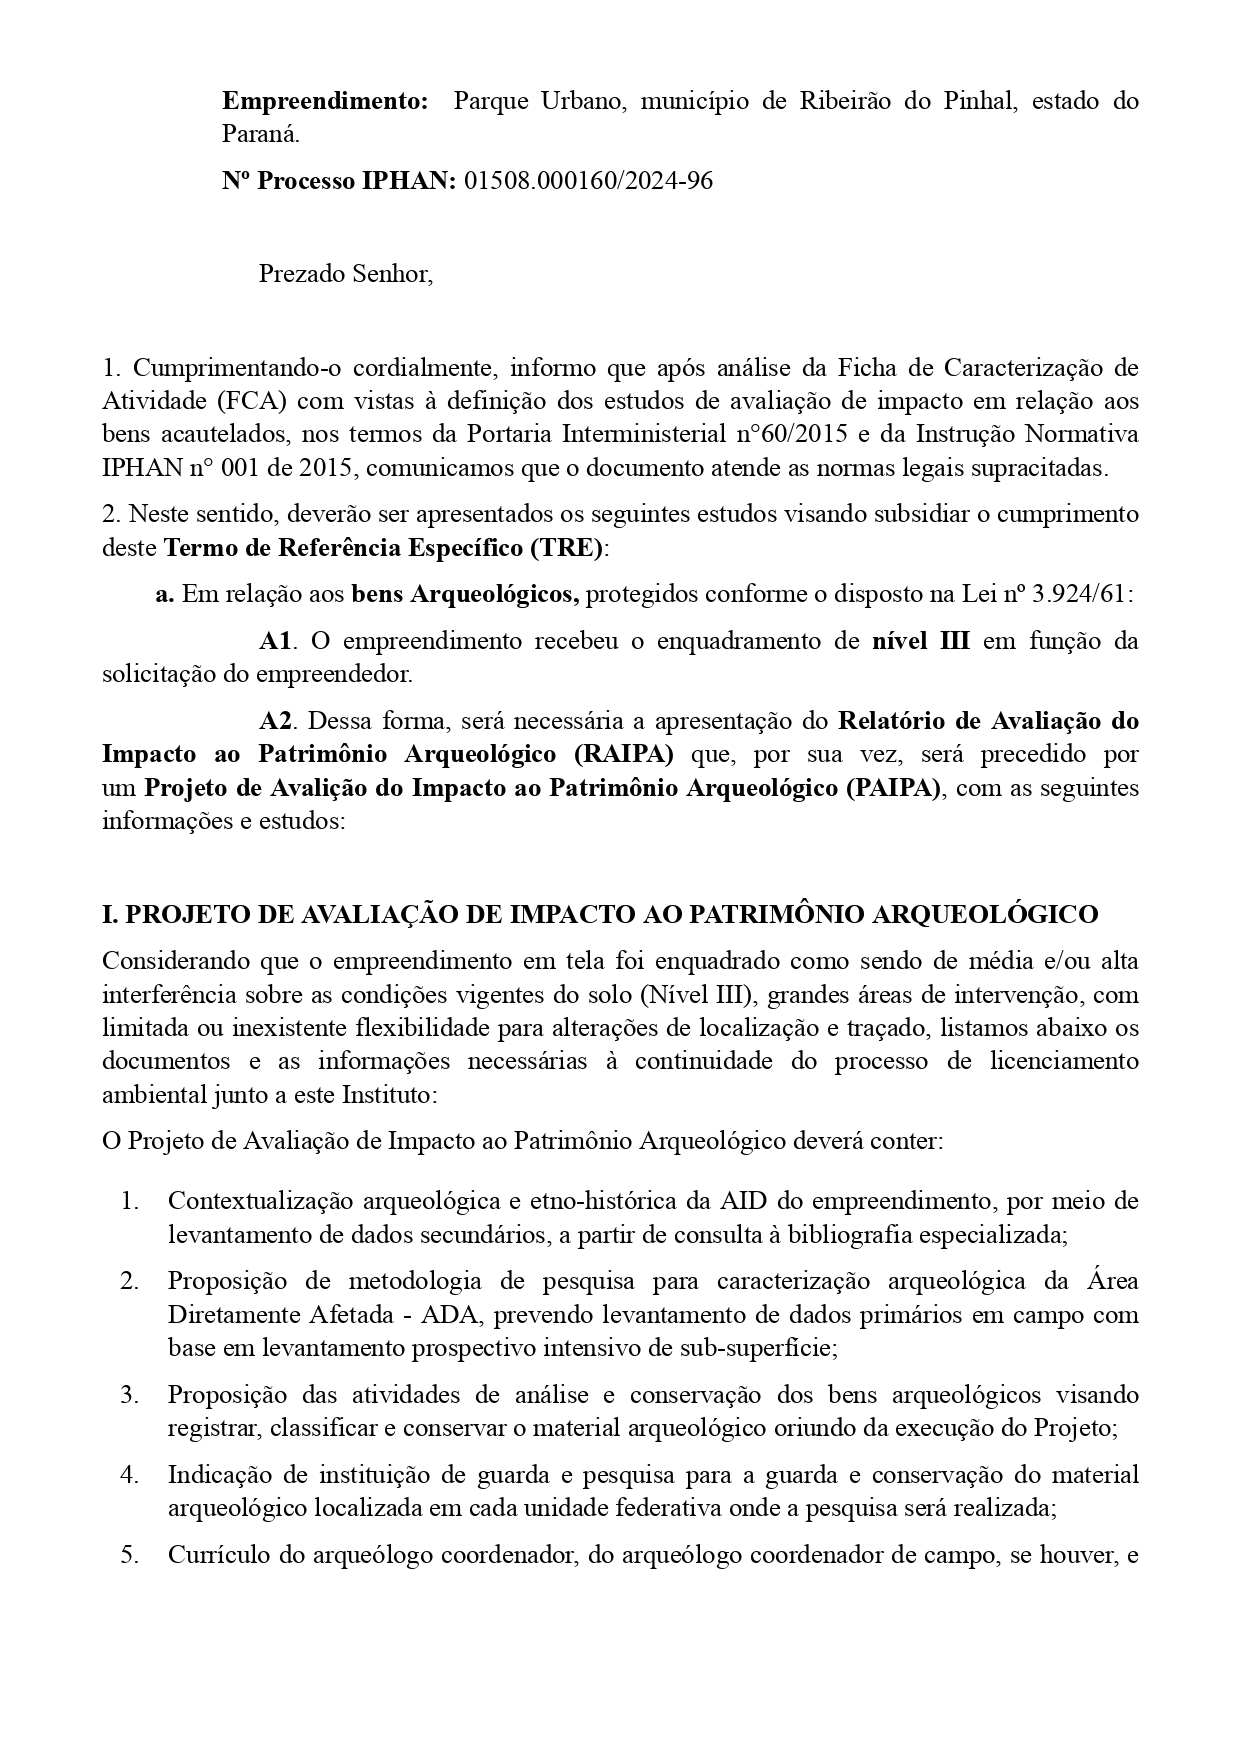 Empreendimento: Parque Urbano, município de Ribeirão do Pinhal, estado do
Paraná.
Nº Processo IPHAN: 01508.000160/2024-96
Prezado Senhor,
1. Cumprimentando-o cordialmente, informo que após análise da Ficha de Caracterização de
Atividade (FCA) com vistas à definição dos estudos de avaliação de impacto em relação aos
bens acautelados, nos termos da Portaria Interministerial n°60/2015 e da Instrução Normativa
IPHAN n° 001 de 2015, comunicamos que o documento atende as normas legais supracitadas.
2. Neste sentido, deverão ser apresentados os seguintes estudos visando subsidiar o cumprimento
deste Termo de Referência Específico (TRE):
a. Em relação aos bens Arqueológicos, protegidos conforme o disposto na Lei nº 3.924/61:
A1. O empreendimento recebeu o enquadramento de nível III em função da
solicitação do empreendedor.
A2. Dessa forma, será necessária a apresentação do Relatório de Avaliação do
Impacto ao Patrimônio Arqueológico (RAIPA) que, por sua vez, será precedido por
um Projeto de Avalição do Impacto ao Patrimônio Arqueológico (PAIPA), com as seguintes
informações e estudos:
I. PROJETO DE AVALIAÇÃO DE IMPACTO AO PATRIMÔNIO ARQUEOLÓGICO
Considerando que o empreendimento em tela foi enquadrado como sendo de média e/ou alta
interferência sobre as condições vigentes do solo (Nível III), grandes áreas de intervenção, com
limitada ou inexistente flexibilidade para alterações de localização e traçado, listamos abaixo os
documentos e as informações necessárias à continuidade do processo de licenciamento
ambiental junto a este Instituto:
O Projeto de Avaliação de Impacto ao Patrimônio Arqueológico deverá conter:
1. Contextualização arqueológica e etno-histórica da AID do empreendimento, por meio de
levantamento de dados secundários, a partir de consulta à bibliografia especializada;
2. Proposição de metodologia de pesquisa para caracterização arqueológica da Área
Diretamente Afetada - ADA, prevendo levantamento de dados primários em campo com
base em levantamento prospectivo intensivo de sub-superfície;
3. Proposição das atividades de análise e conservação dos bens arqueológicos visando
registrar, classificar e conservar o material arqueológico oriundo da execução do Projeto;
4. Indicação de instituição de guarda e pesquisa para a guarda e conservação do material
arqueológico localizada em cada unidade federativa onde a pesquisa será realizada;
5. Currículo do arqueólogo coordenador, do arqueólogo coordenador de campo, se houver, e